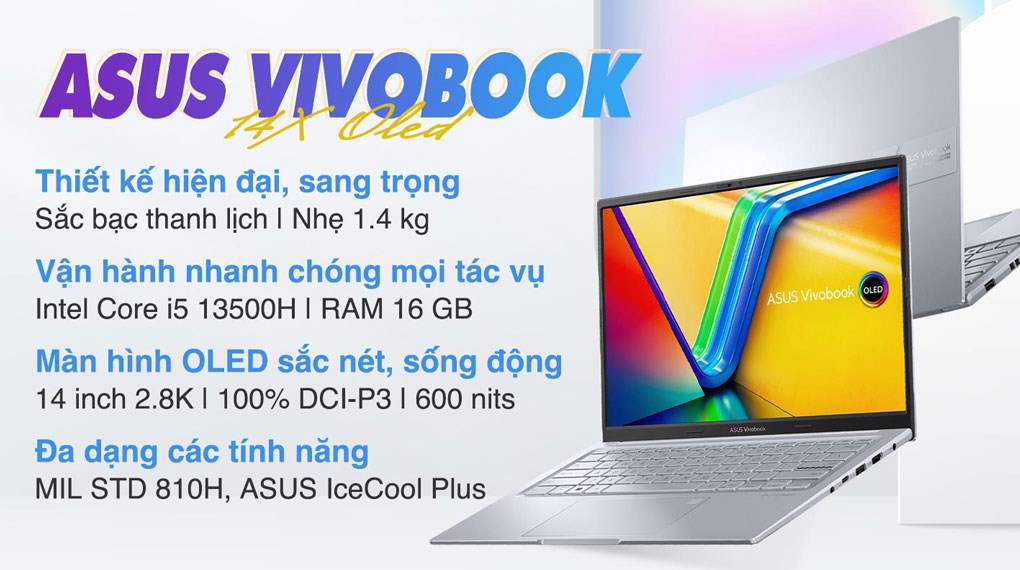 ASUS VIVOBOOK
14X Oled
Thiết kế hiện đại, sang trọng
Sắc bạc thanh lịch | Nhẹ 1.4 kg
Vận hành nhanh chóng mọi tác vụ
Intel Core i5 13500H | RAM 16 GB
Màn hình OLED sắc nét, sống động
14 inch 2.8K | 100% DCI-P3 | 600 nits
Đa dạng các tính năng
MIL STD 810H, ASUS IceCool Plus
ASUS Vivobook
ASUS Vivobook OLED
ASUS Vivobook